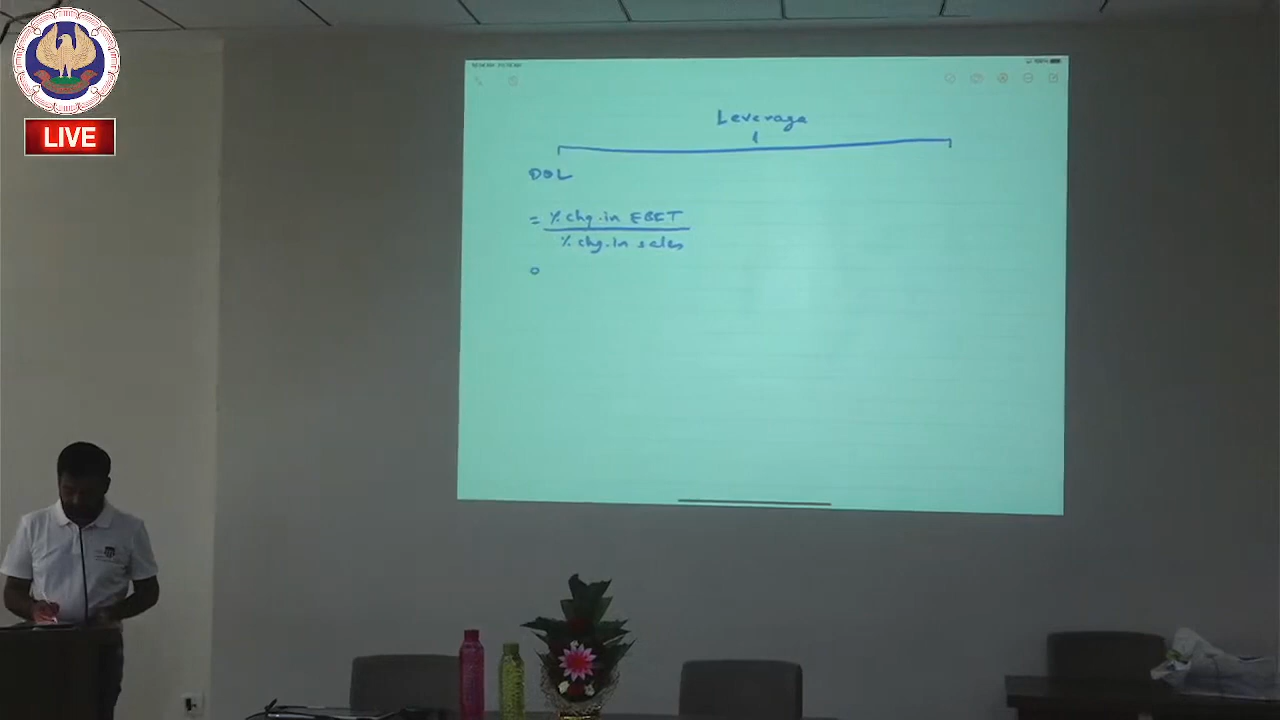 LIVE
Leverage
DOL
= % chg. in EBIT
% chg. in sales
o